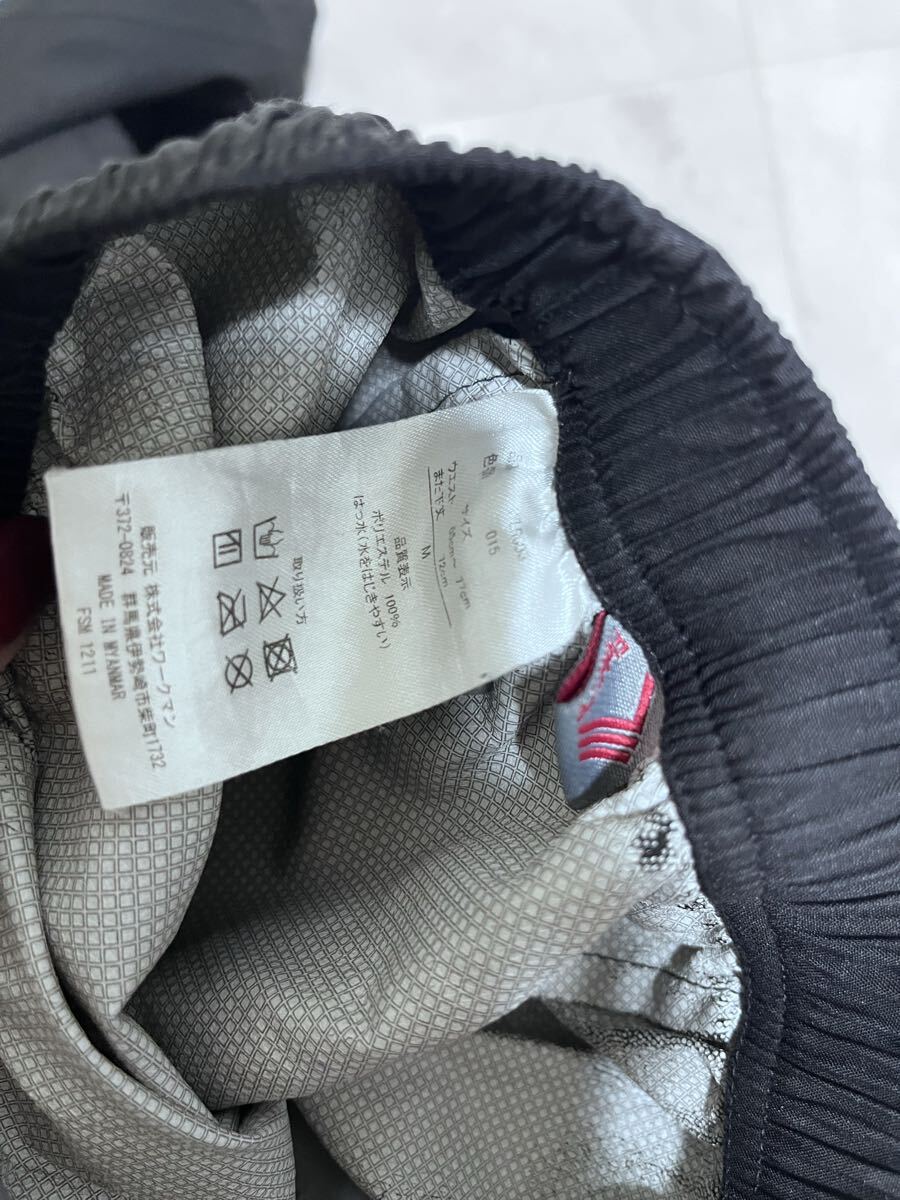 色番 015
サイズ M
ウエスト
また下丈 72cm
品質表示
ポリエステル 100%
はっ水(水をはじきやすい)
取り扱い方
販売元 株式会社ワークマン
〒372-0824 群馬県伊勢崎市柴町1732
MADE IN MYANMAR
FSM 1211